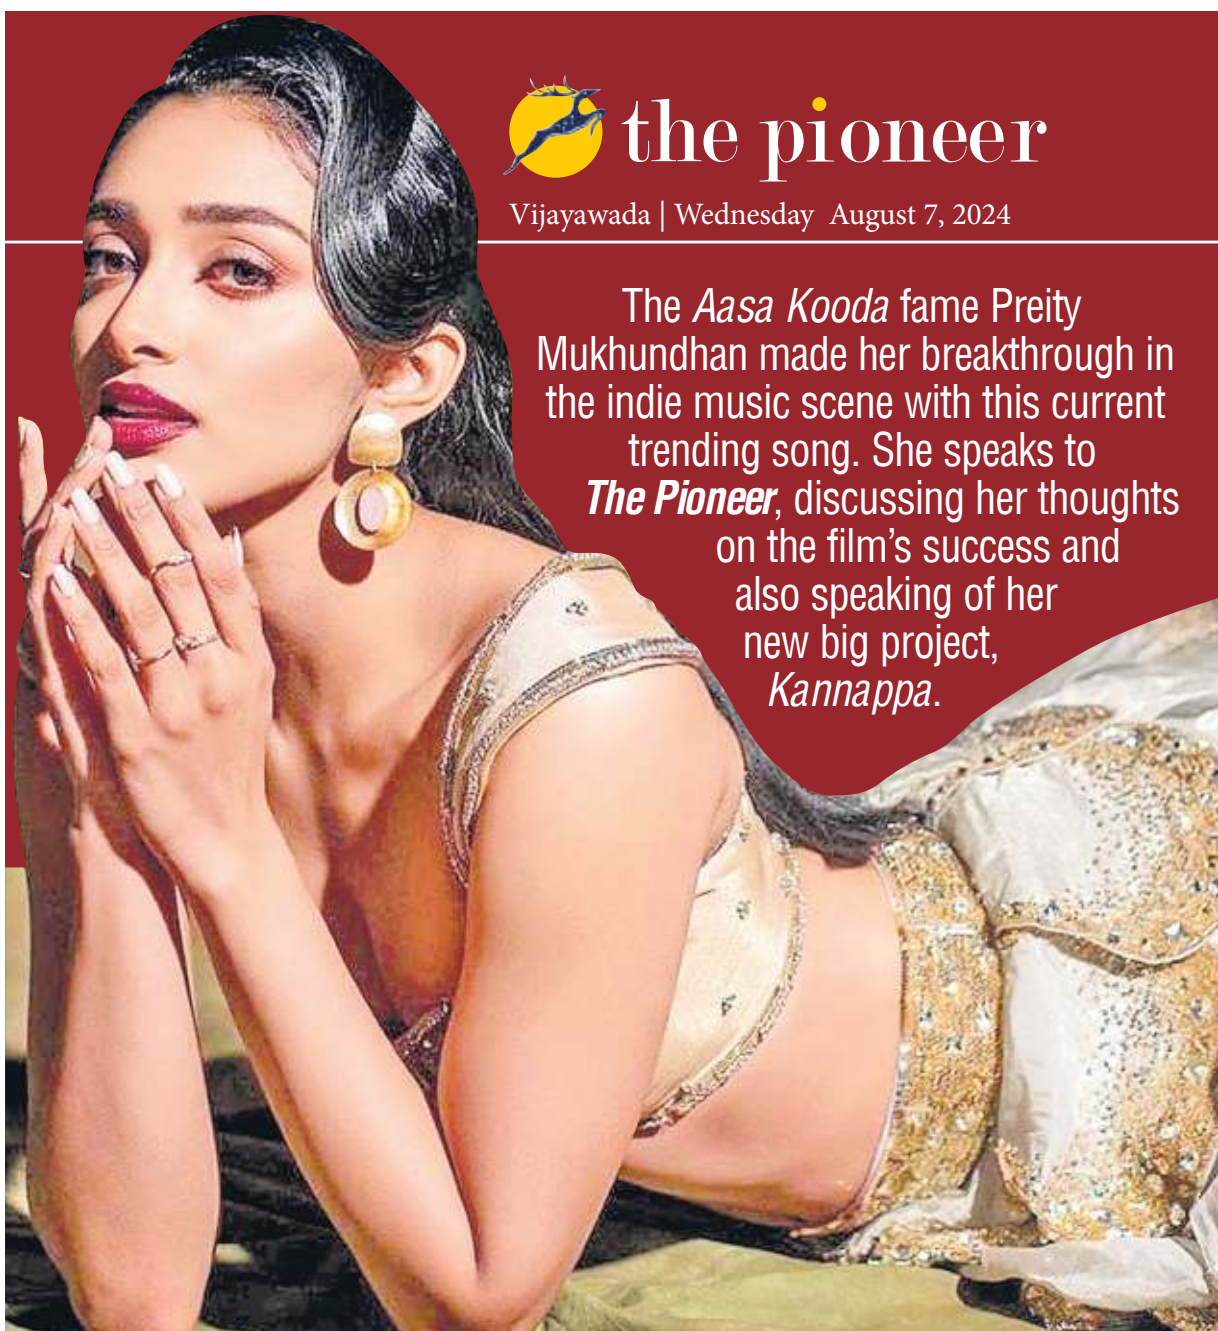 the pioneer
Vijayawada | Wednesday August 7, 2024
The Aasa Kooda fame Preity
Mukhundhan made her breakthrough in
the indie music scene with this current
trending song. She speaks to
The Pioneer, discussing her thoughts
on the film's success and
also speaking of her
new big project,
Kannappa.